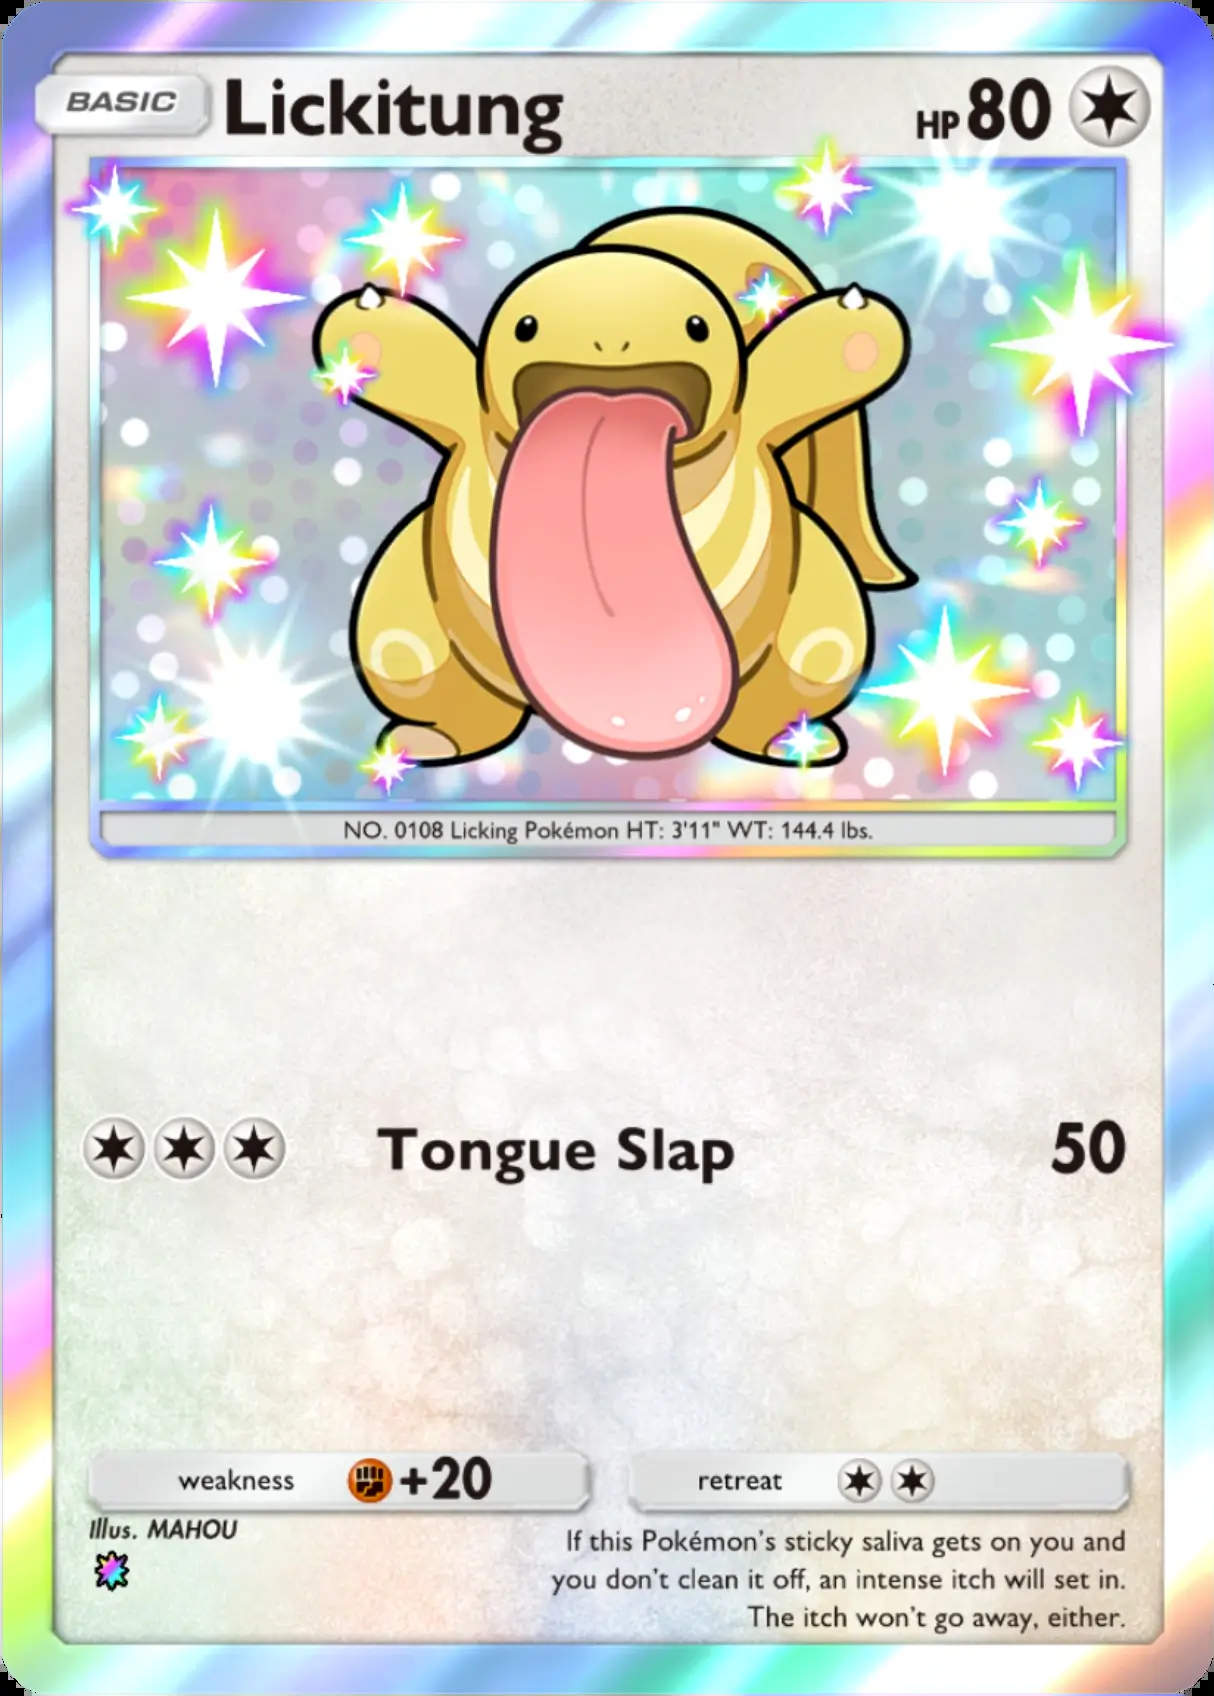 BASIC Lickitung HP 80
NO. 0108 Licking Pokémon HT: 3'11" WT: 144.4 lbs.
Tongue Slap 50
weakness +20 retreat
Illus. MAHOU
If this Pokémon's sticky saliva gets on you and
you don't clean it off, an intense itch will set in.
The itch won't go away, either.